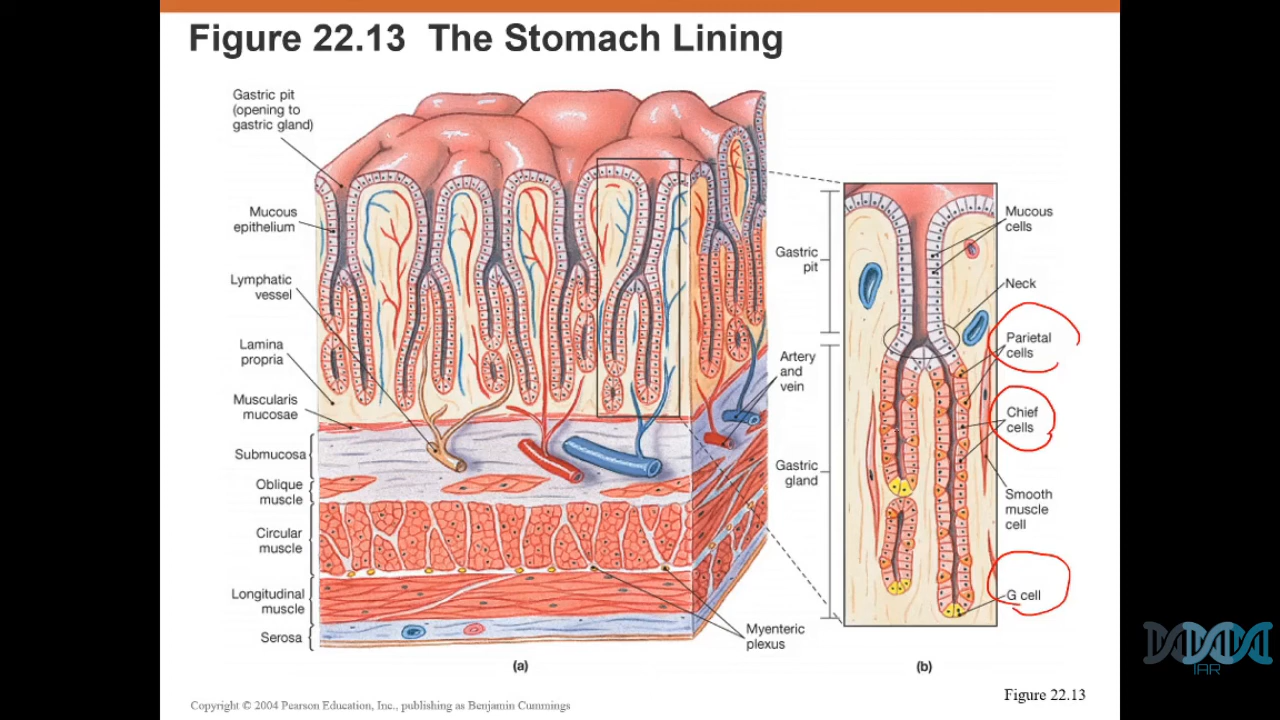 Figure 22.13 The Stomach Lining
Gastric pit
(opening to
gastric gland)
Mucous
epithelium
Lymphatic
vessel
Lamina
propria
Muscularis
mucosae
Submucosa
Oblique
muscle
Circular
muscle
Longitudinal
muscle
Serosa
Artery
and
vein
Myenteric
plexus
(a)
Gastric
pit
Gastric
gland
Mucous
cells
Neck
Parietal
cells
Chief
cells
Smooth
muscle
cell
G cell
(b)
Figure 22.13
Copyright © 2004 Pearson Education, Inc., publishing as Benjamin Cummings
IAR